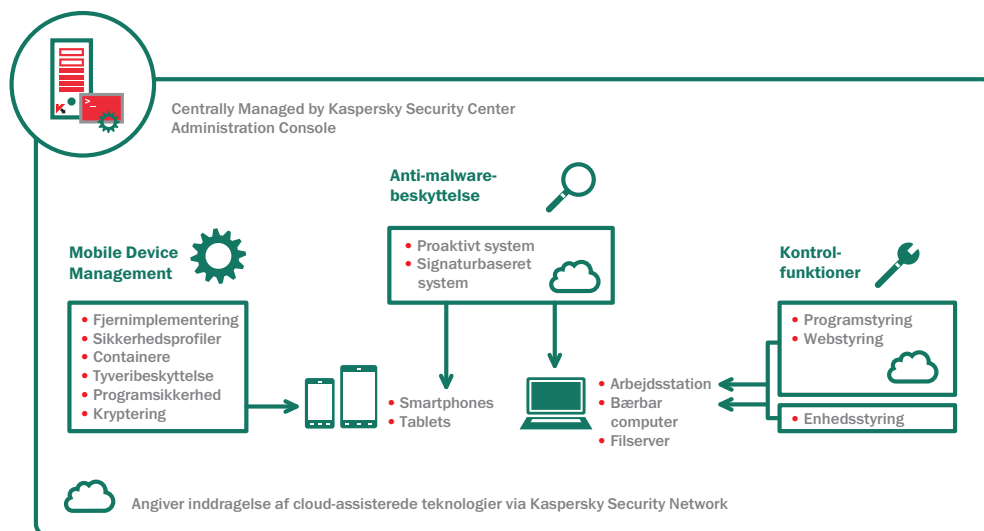 Centrally Managed by Kaspersky Security Center
Administration Console
Anti-malware-
beskyttelse
• Proaktivt system
• Signaturbaseret
system
Mobile Device
Management
• Fjernimplementering
• Sikkerhedsprofiler
• Containere
• Tyveribeskyttelse
• Programsikkerhed
• Kryptering
• Smartphones
• Tablets
• Arbejdsstation
• Bærbar
computer
• Filserver
Kontrol-
funktioner
• Programstyring
• Webstyring
• Enhedsstyring
Angiver inddragelse af cloud-assisterede teknologier via Kaspersky Security Network